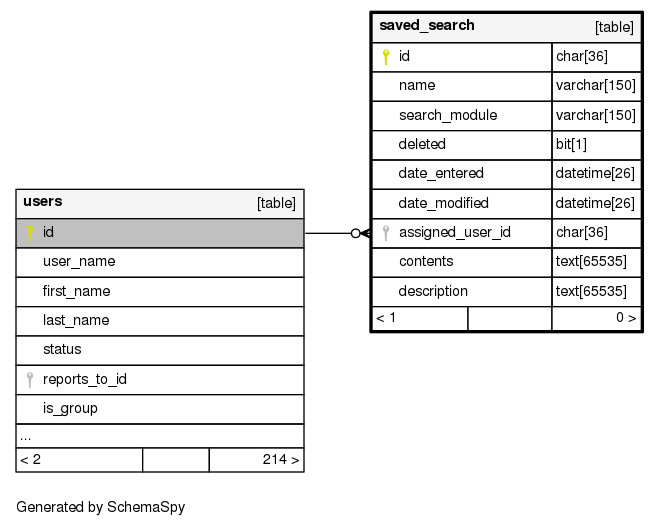 saved_search [table]
id char[36]
name varchar[150]
search_module varchar[150]
deleted bit[1]
date_entered datetime[26]
date_modified datetime[26]
assigned_user_id char[36]
contents text[65535]
description text[65535]
< 1 0 >
users [table]
id
user_name
first_name
last_name
status
reports_to_id
is_group
...
< 2 214 >
Generated by SchemaSpy